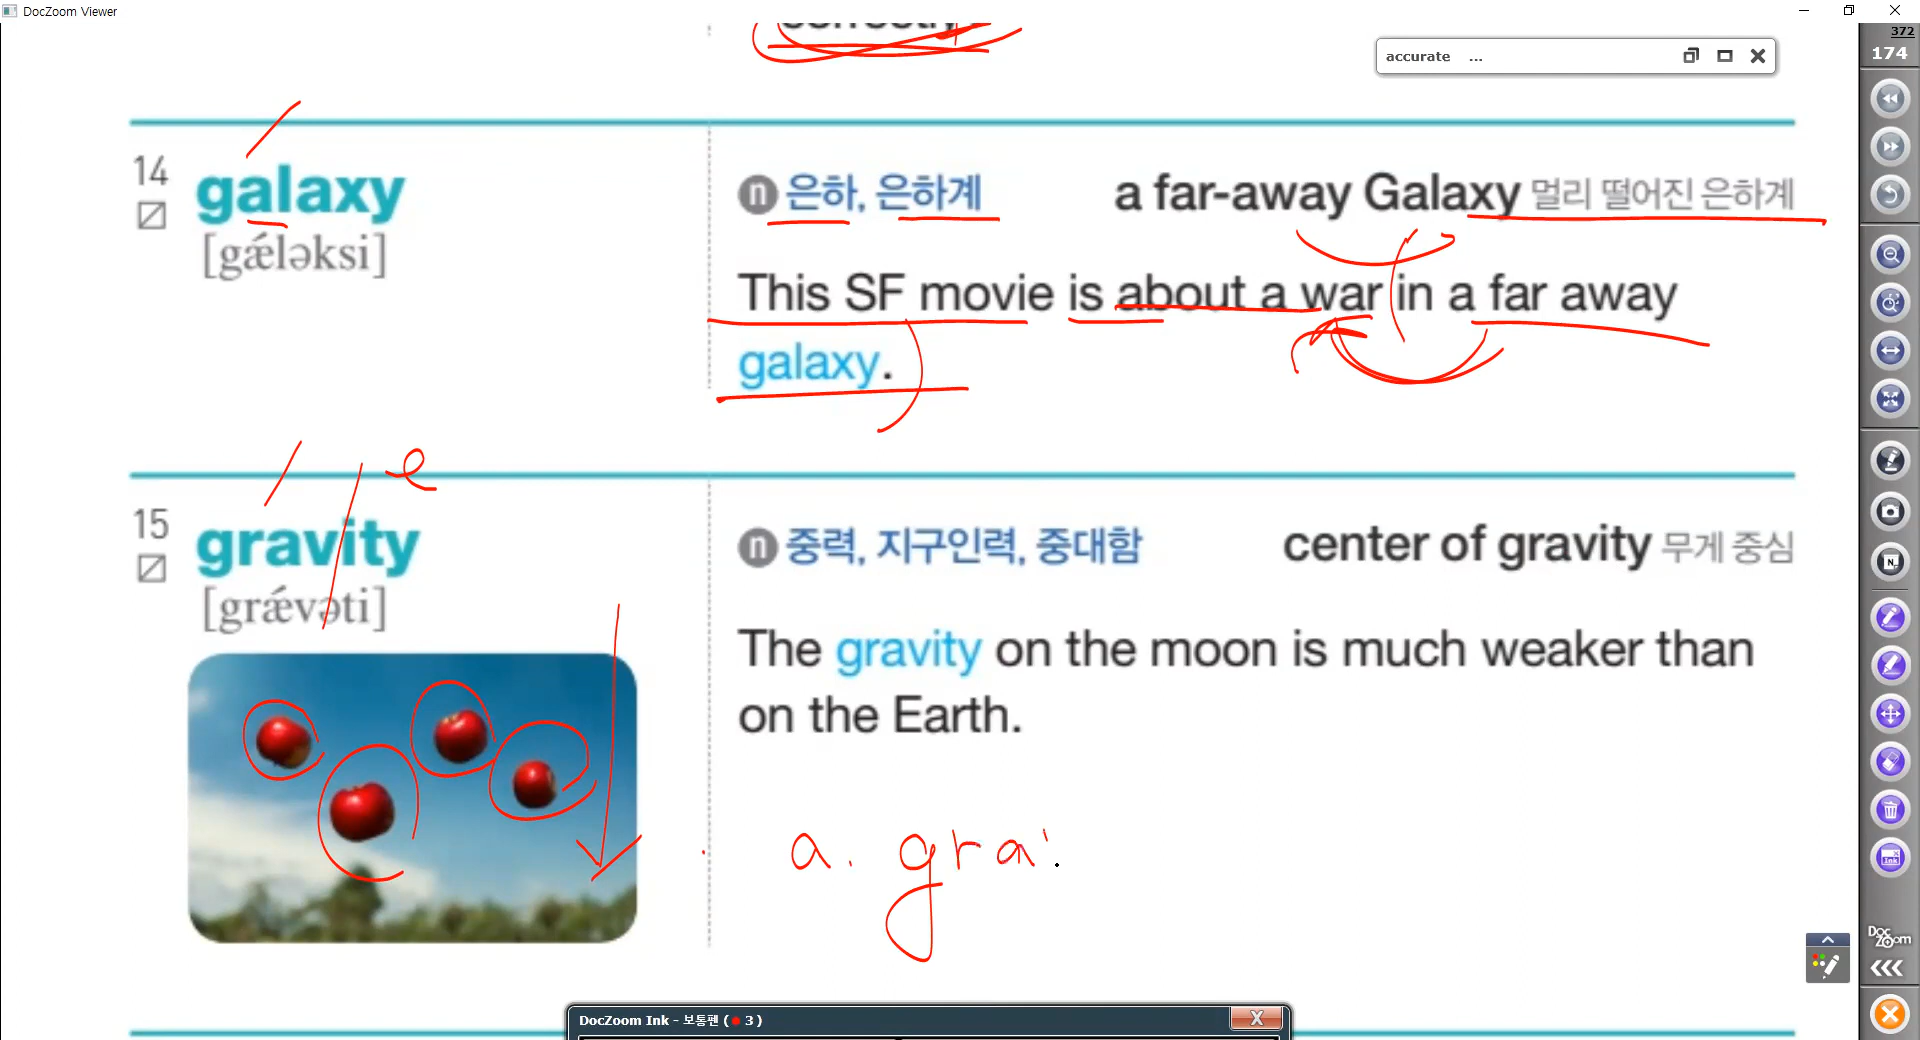 DocZoom Viewer
372
174
accurate ...
14
galaxy
[gǽləksi]
n 은하, 은하계 a far-away Galaxy 멀리 떨어진 은하계
This SF movie is about a war in a far away
galaxy.
e
15
gravity
[grǽvəti]
n 중력, 지구인력, 중대함 center of gravity 무게 중심
The gravity on the moon is much weaker than
on the Earth.
a. gra
Doc
Zoom
DocZoom Ink - 보통펜 ( 3 )